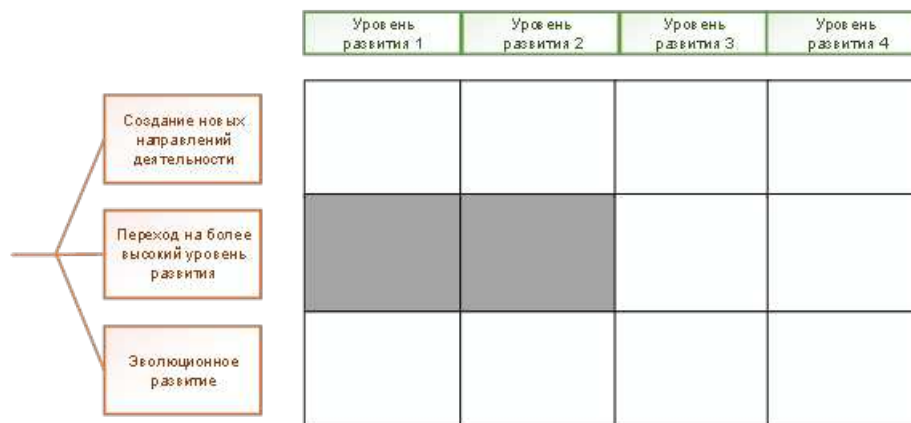 Уровень
развития 1
Уровень
развития 2
Уровень
развития 3
Уровень
развития 4
Создание новых
направлений
деятельности
Переход на более
высокий уровень
развития
Эволюционное
развитие